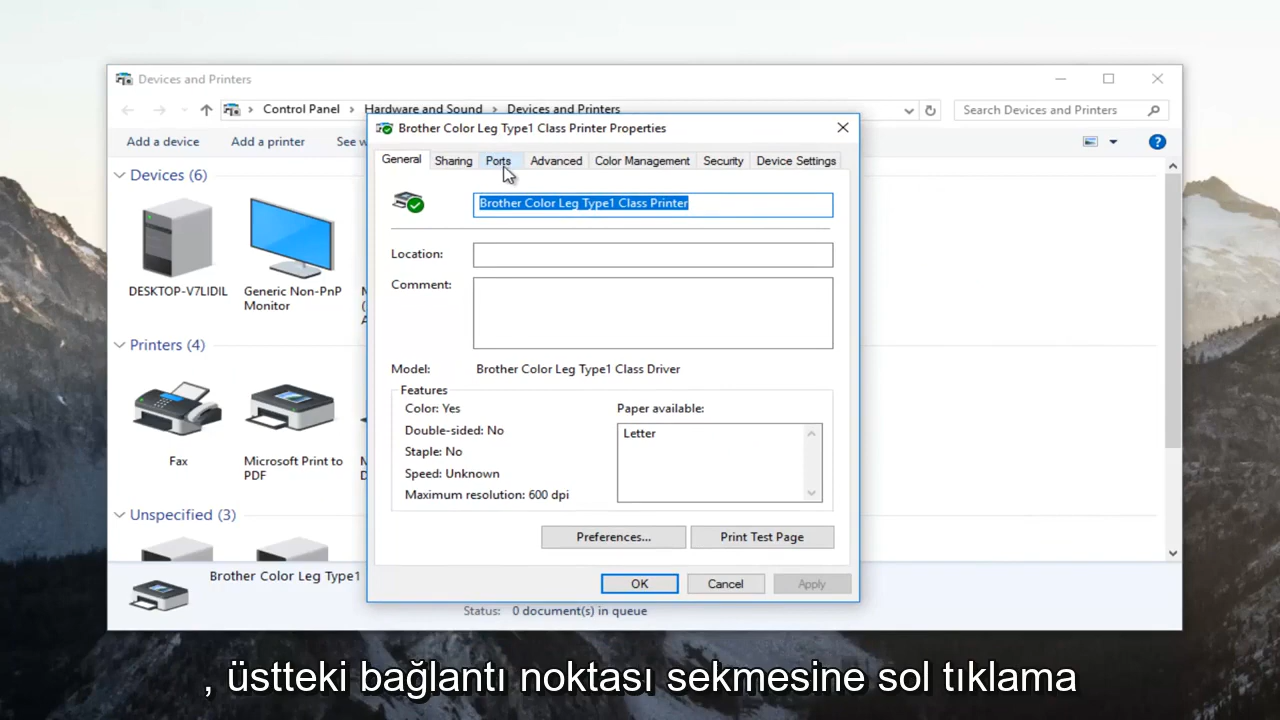 Devices and Printers
Control Panel > Hardware and Sound > Devices and Printers
Search Devices and Printers
Add a device
Add a printer
See w
Devices (6)
DESKTOP-V7LIDIL
Generic Non-PnP
Monitor
Printers (4)
Fax
Microsoft Print to
PDF
Unspecified (3)
Brother Color Leg Type1
Status: 0 document(s) in queue
Brother Color Leg Type1 Class Printer Properties
General
Sharing
Ports
Advanced
Color Management
Security
Device Settings
Brother Color Leg Type1 Class Printer
Location:
Comment:
Model: Brother Color Leg Type1 Class Driver
Features
Color: Yes
Double-sided: No
Staple: No
Speed: Unknown
Maximum resolution: 600 dpi
Paper available:
Letter
Preferences...
Print Test Page
OK
Cancel
Apply
, üstteki bağlantı noktası sekmesine sol tıklama